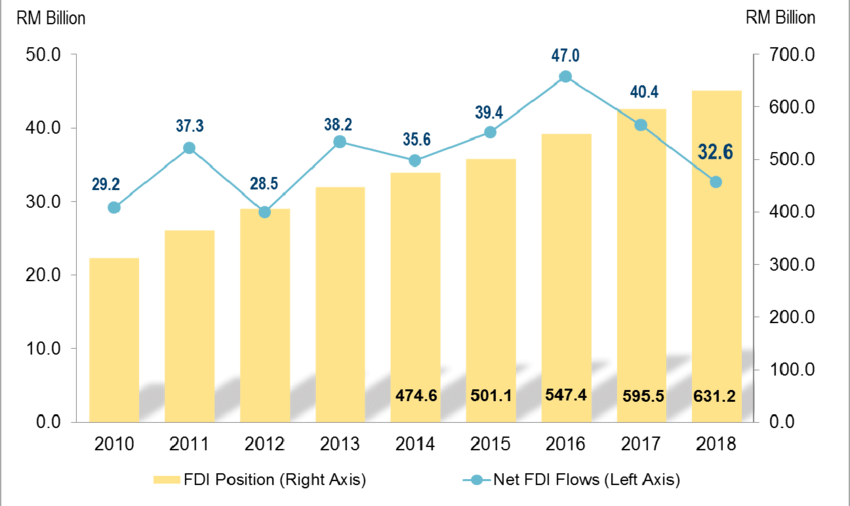 RM Billion RM Billion
50.0 47.0 700.0
40.4 600.0
40.0 37.3 38.2 35.6 39.4 500.0
29.2 28.5 32.6
30.0 400.0
20.0 300.0
200.0
10.0 100.0
474.6 501.1 547.4 595.5 631.2
0.0 0.0
2010 2011 2012 2013 2014 2015 2016 2017 2018
FDI Position (Right Axis) Net FDI Flows (Left Axis)